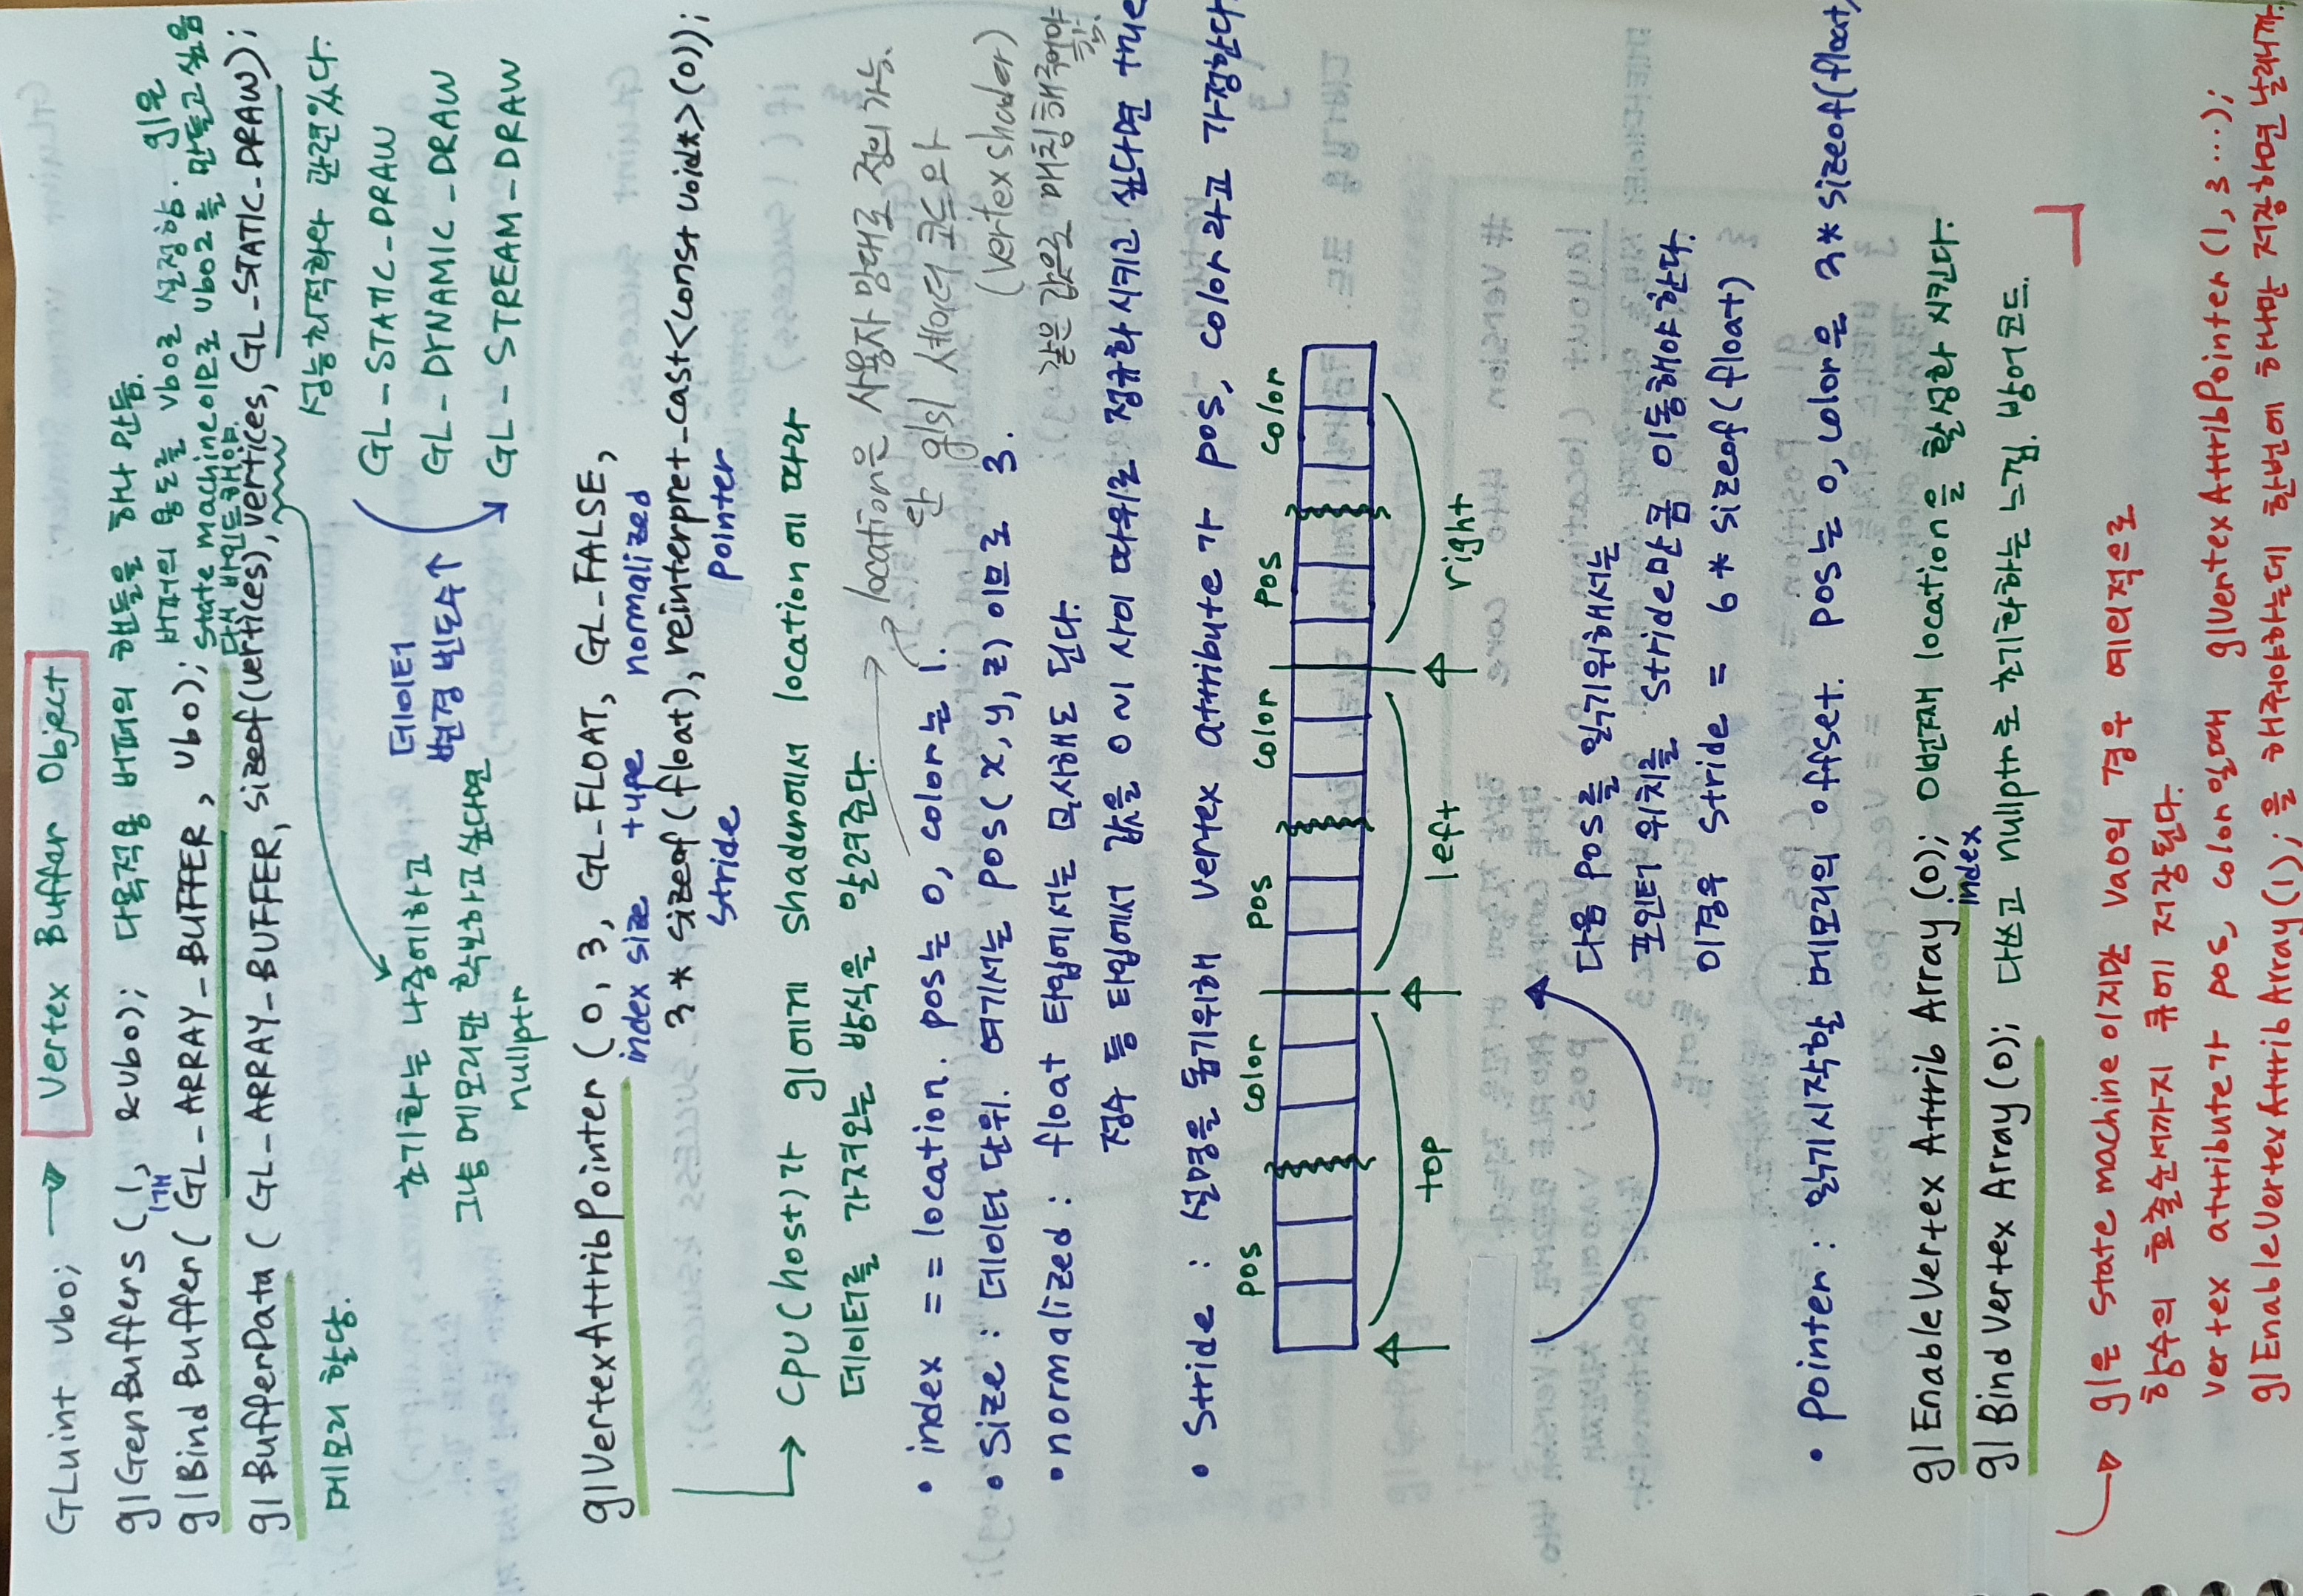 GLuint vbo; → Vertex Buffer Object
glGenBuffers ( 1, &vbo); 다목적용 버퍼의 핸들을 하나 만듬.
1개
glBindBuffer( GL_ARRAY_BUFFER, vbo); 버퍼의 용도를 vbo로 설정함. gl은
state machine이므로 vbo2를 만들고 싶음
다시 바인드해야.
glBufferData ( GL_ARRAY_BUFFER, sizeof(vertices), vertices, GL_STATIC_DRAW);
메모리 할당.
성능최적화와 관련있다.
초기화는 나중에하고
그냥 메모리만 확보하고 싶다면
nullptr
데이터
변경 빈도수↑
GL_STATIC_DRAW
GL_DYNAMIC_DRAW
GL_STREAM_DRAW
glVertexAttribPointer (0, 3, GL_FLOAT, GL_FALSE,
index size type normalized
3 * sizeof(float), reinterpret_cast<const void*>(0));
stride pointer
→ CPU(host)가 gl에게 shader에서 location에 따라
데이터를 가져오는 방식을 알려준다.
→ location은 사용자 맘대로 정의 가능.
단 glsl 셰이더 코드와
(vertex shader)
같은 값으로 매칭해줘야
함.
• index == location. pos는 0, color는 1.
• size : 데이터 단위. 여기서는 pos(x, y, z) 이므로 3.
• normalized : float 타입에서는 무시해도 된다.
정수 등 타입에서 값을 0~1 사이 따위로 정규화 시키고 싶다면 true
• stride : 설명을 돕기위해 vertex attribute가 pos, color라고 가정한다
pos color pos color pos color
top left right
다음 pos를 읽기위해서는
포인터 위치를 stride만큼 이동해야 한다.
이경우 stride = 6 * sizeof(float)
• pointer : 읽기시작할 메모리의 offset. pos는 0, color은 3*sizeof(float)
glEnableVertexAttribArray (0); 0번째 location을 활성화 시킨다.
index
glBindVertexArray(0); 다쓰고 nullptr로 초기화하는 느낌. 방어코드.
→ gl은 state machine 이지만 vao의 경우 예외적으로
함수의 호출순서까지 큐에 저장된다.
vertex attribute가 pos, color일때 glVertexAttribPointer(1, 3 ...);
glEnableVertexAttribArray(1); 을 해줘야하는데 한번에 하나만 저장하면 날라니까.